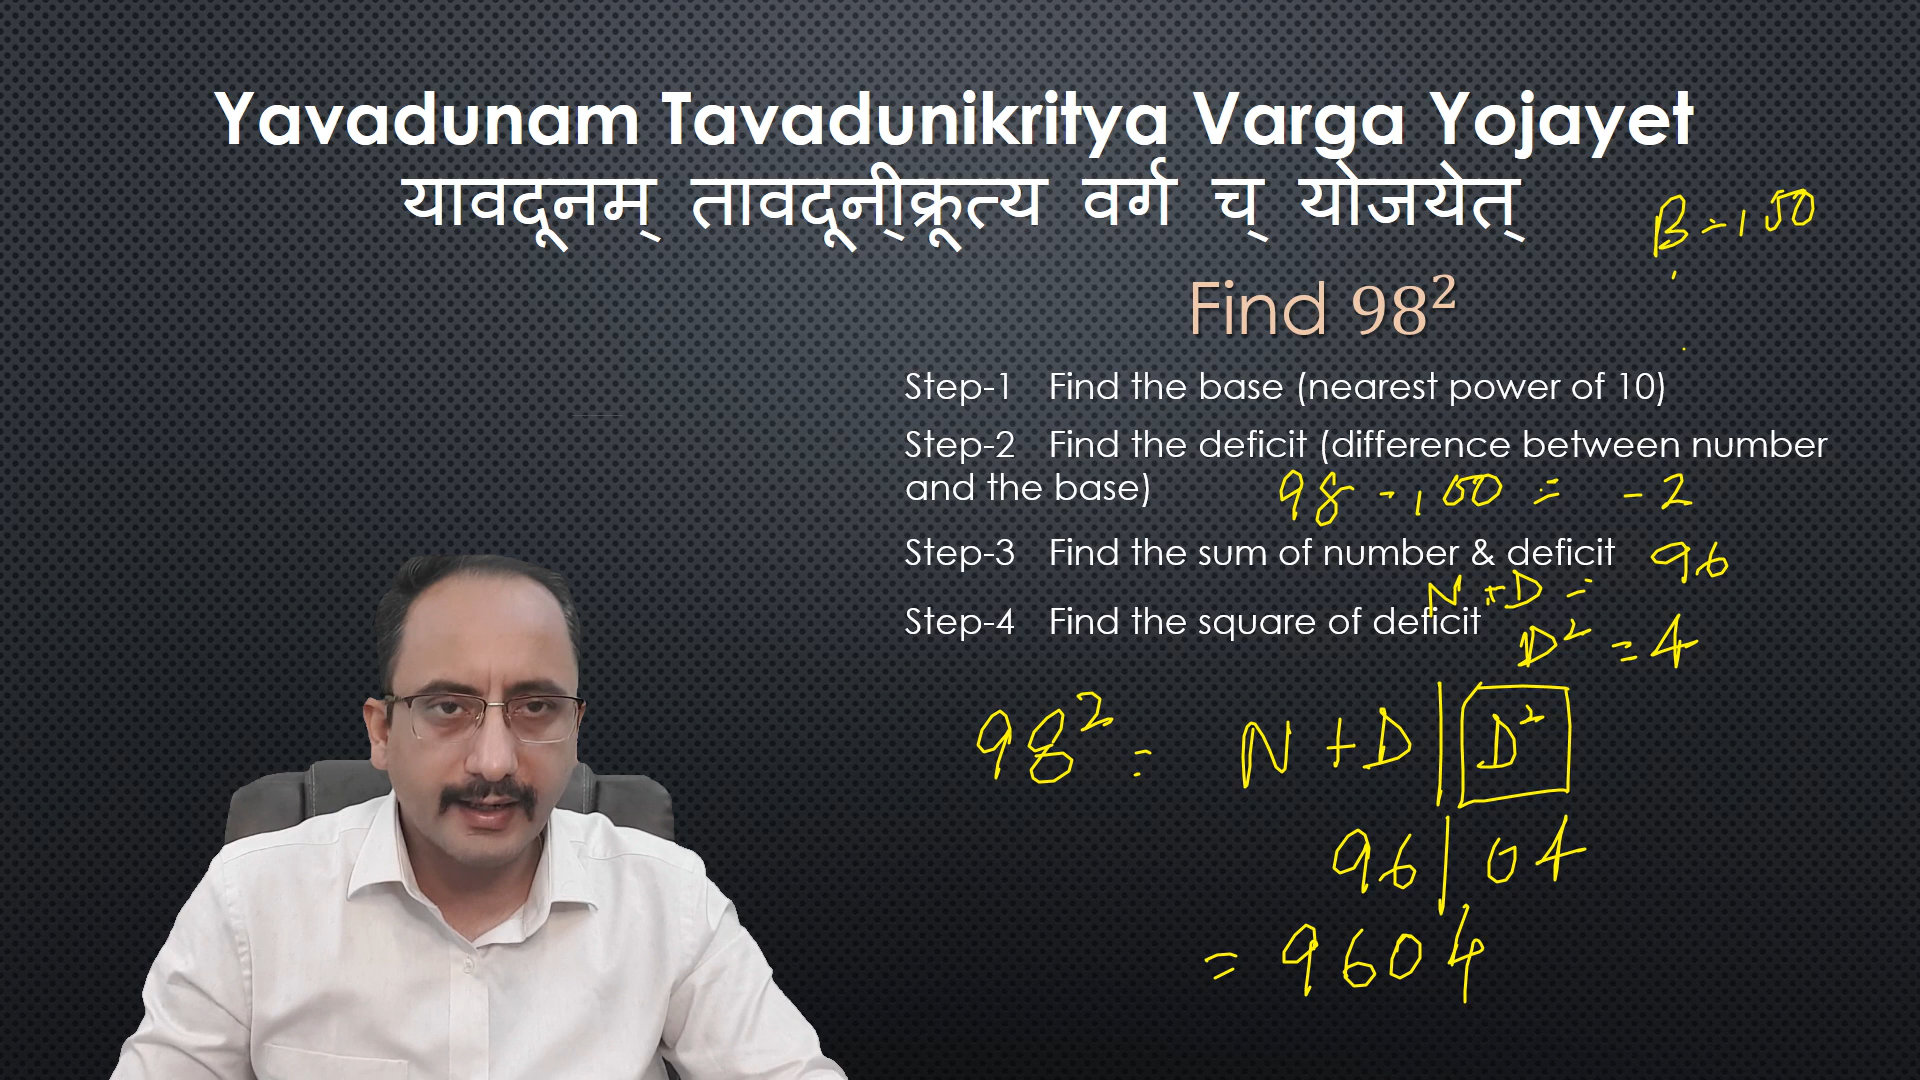 Yavadunam Tavadunikritya Varga Yojayet
यावदूनम् तावदूनी्क्रूत्य वर्ग च् योजयेत्
B = 100
Find 98²
Step-1 Find the base (nearest power of 10)
Step-2 Find the deficit (difference between number
and the base) 98 - 100 = -2
Step-3 Find the sum of number & deficit
N + D = 96
Step-4 Find the square of deficit
D² = 4
98² = N + D | D²
96 | 04
= 9604